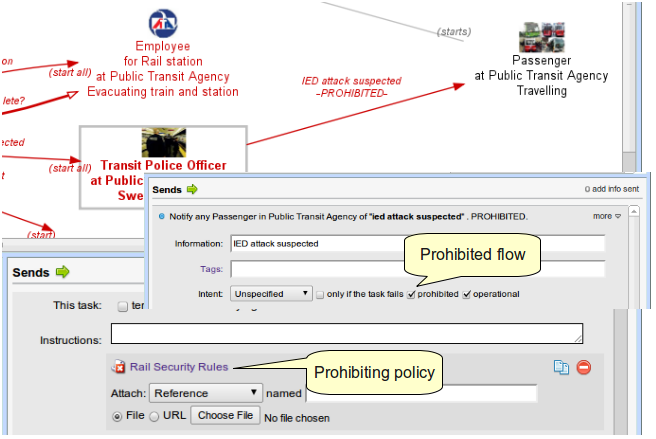 Employee
for Rail station
at Public Transit Agency
Evacuating train and station
on
(start all)
lete?
(starts)
Passenger
at Public Transit Agency
Travelling
IED attack suspected
-PROHIBITED-
ected
t
(start all)
Transit Police Officer
at Public
Swe
(start)
Sends
add info sent
Notify any Passenger in Public Transit Agency of "ied attack suspected" . PROHIBITED.
more
Information:
IED attack suspected
Tags:
Intent:
Unspecified
only if the task fails
prohibited
operational
Prohibited flow
Sends
This task:
Instructions:
Rail Security Rules
Prohibiting policy
Attach:
Reference
named
File
URL
Choose File
No file chosen